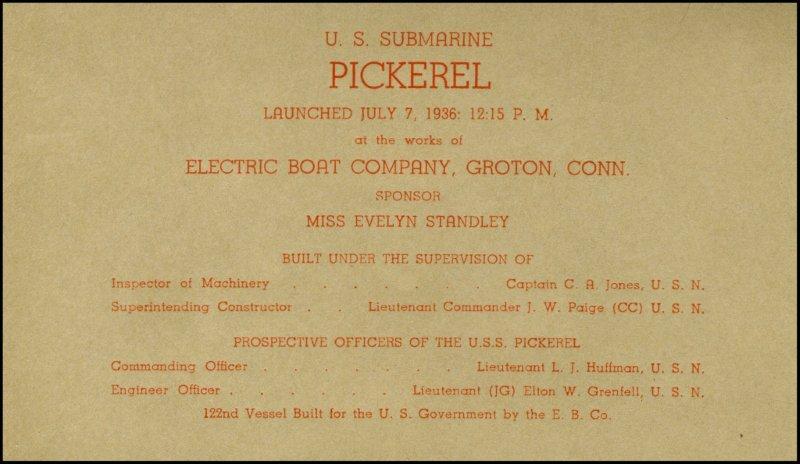 U. S. SUBMARINE
PICKEREL
LAUNCHED JULY 7, 1936: 12:15 P. M.
at the works of
ELECTRIC BOAT COMPANY, GROTON, CONN.
SPONSOR
MISS EVELYN STANDLEY
BUILT UNDER THE SUPERVISION OF
Inspector of Machinery . . . . . . . Captain C. A. Jones, U. S. N.
Superintending Constructor . . Lieutenant Commander J. W. Paige (CC) U. S. N.
PROSPECTIVE OFFICERS OF THE U.S.S. PICKEREL
Commanding Officer . . . . . . . Lieutenant L. J. Huffman, U. S. N.
Engineer Officer . . . . . . Lieutenant (JG) Elton W. Grenfell, U. S. N.
122nd Vessel Built for the U. S. Government by the E. B. Co.